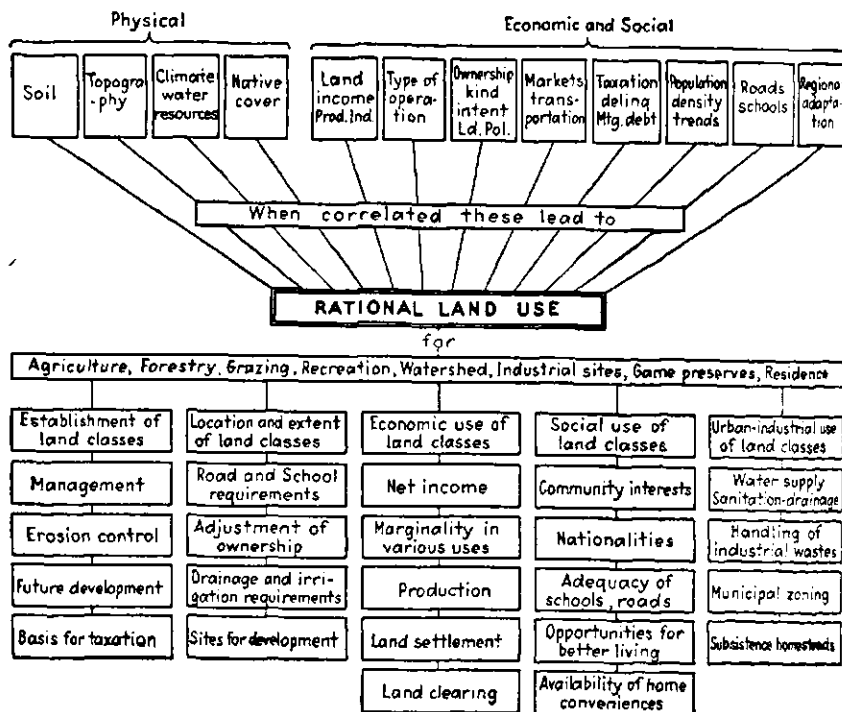 Physical
Economic and Social
Soil
Topogra
-phy
Climate
water
resources
Native
cover
Land
income
Prod. Ind.
Type of
operation
Ownership
kind
intent
Ld. Pol.
Markets
trans-
portation
Taxation
delinq
Mtg. debt
Population
density
trends
Roads
schools
Regional
adapta-
tion
When correlated these lead to
RATIONAL LAND USE
for
Agriculture, Forestry, Grazing, Recreation, Watershed, Industrial sites, Game preserves, Residence
Establishment of
land classes
Management
Erosion control
Future development
Basis for taxation
Location and extent
of land classes
Road and School
requirements
Adjustment of
ownership
Drainage and irri-
gation requirements
Sites for development
Economic use of
land classes
Net income
Marginality in
various uses
Production
Land settlement
Land clearing
Social use of
land classes
Community interests
Nationalities
Adequacy of
schools, roads
Opportunities for
better living
Availability of home
conveniences
Urban-industrial use
of land classes
Water supply
Sanitation-drainage
Handling of
industrial wastes
Municipal zoning
Subsistence homesteads